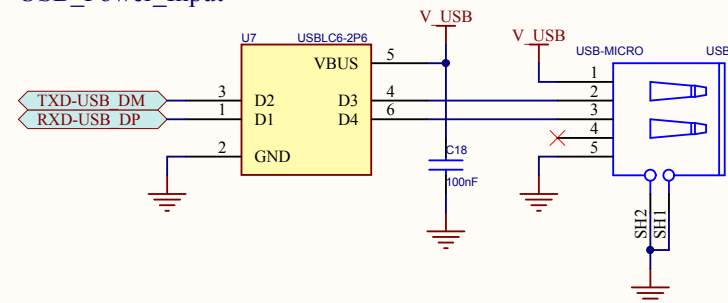 USB_Power_Input
U7
USBLC6-2P6
V_USB
V_USB
USB-MICRO
USB
VBUS
5
1
TXD-USB_DM
3
D2
D3
4
2
RXD-USB_DP
1
D1
D4
6
3
4
2
GND
C18
5
100nF
SH2
SH1